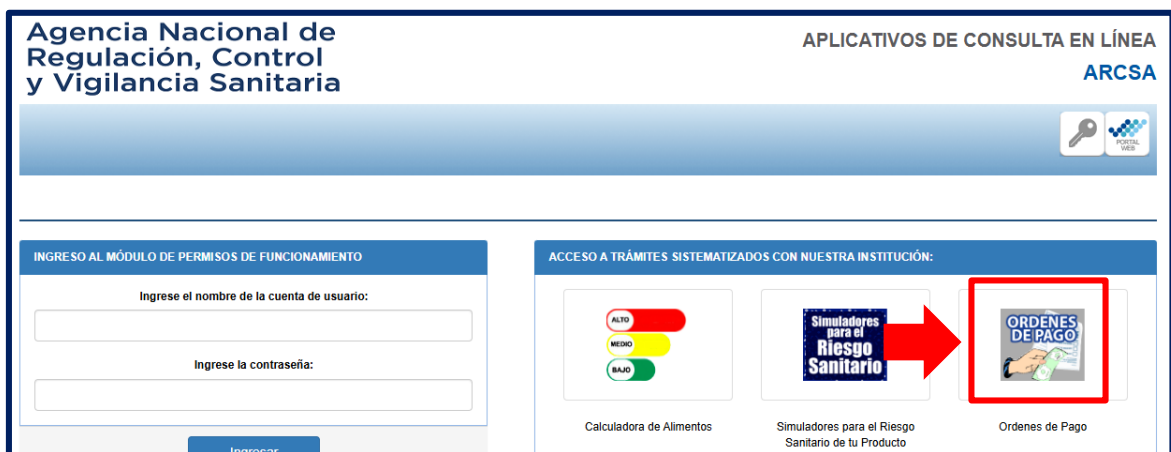 Agencia Nacional de
Regulación, Control
y Vigilancia Sanitaria
APLICATIVOS DE CONSULTA EN LÍNEA
ARCSA
PORTAL
WEB
INGRESO AL MÓDULO DE PERMISOS DE FUNCIONAMIENTO
Ingrese el nombre de la cuenta de usuario:
Ingrese la contraseña:
Ingresar
ACCESO A TRÁMITES SISTEMATIZADOS CON NUESTRA INSTITUCIÓN:
ALTO
MEDIO
BAJO
Calculadora de Alimentos
Simuladores
para el
Riesgo
Sanitario
Simuladores para el Riesgo
Sanitario de tu Producto
ORDENES
DE PAGO
Ordenes de Pago